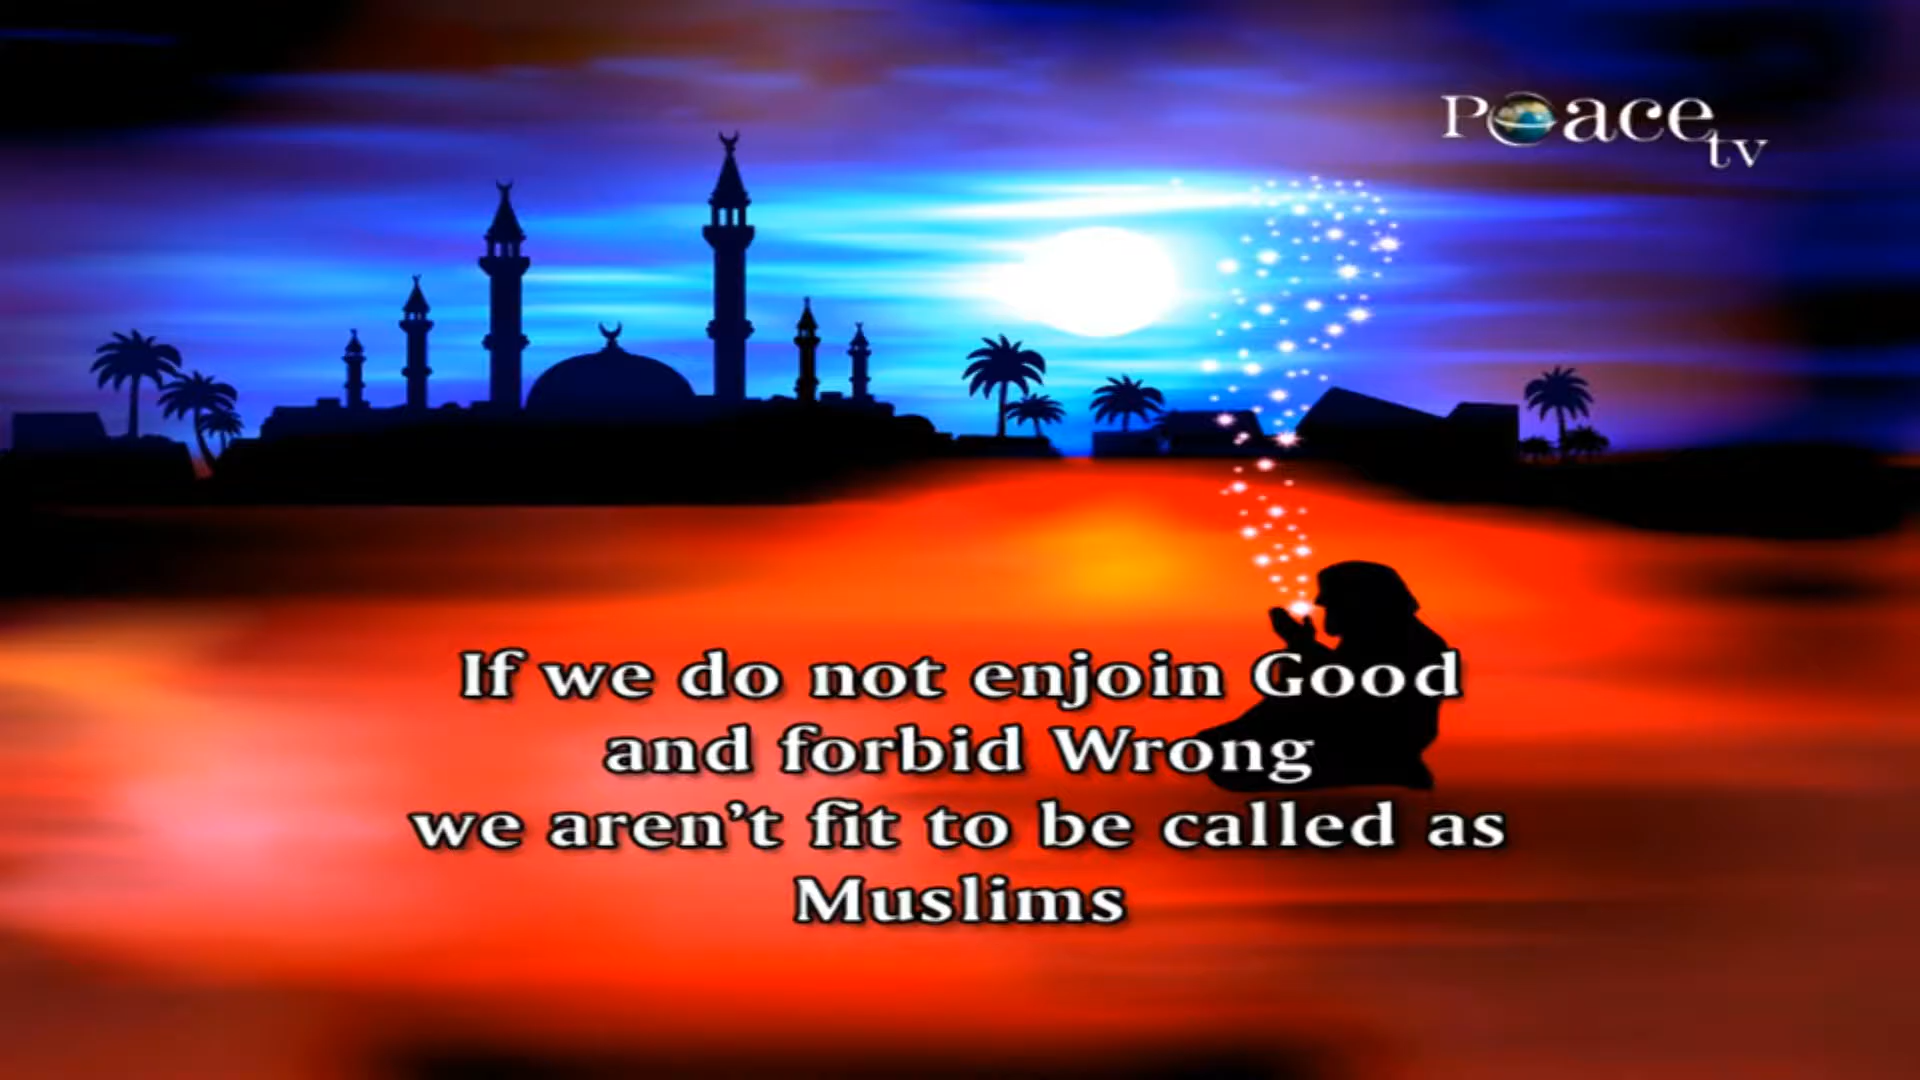 Peace tv
If we do not enjoin Good
and forbid Wrong
we aren't fit to be called as
Muslims